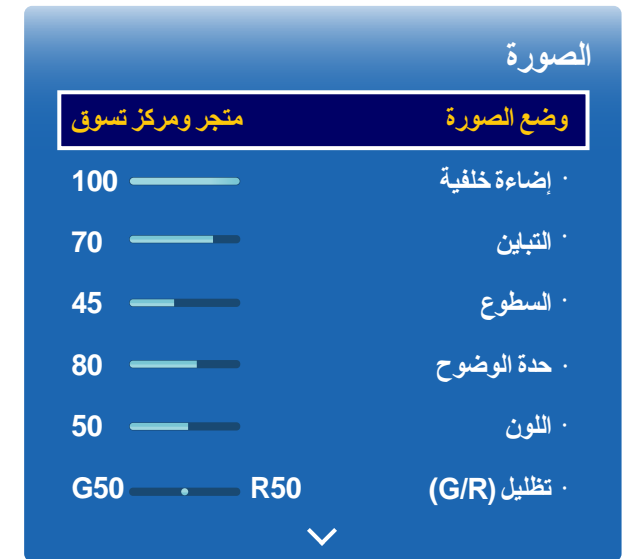 الصورة
وضع الصورة متجر ومركز تسوق
· إضاءة خلفية 100
· التباين 70
· السطوع 45
· حدة الوضوح 80
· اللون 50
· تظليل (G/R) R50 G50